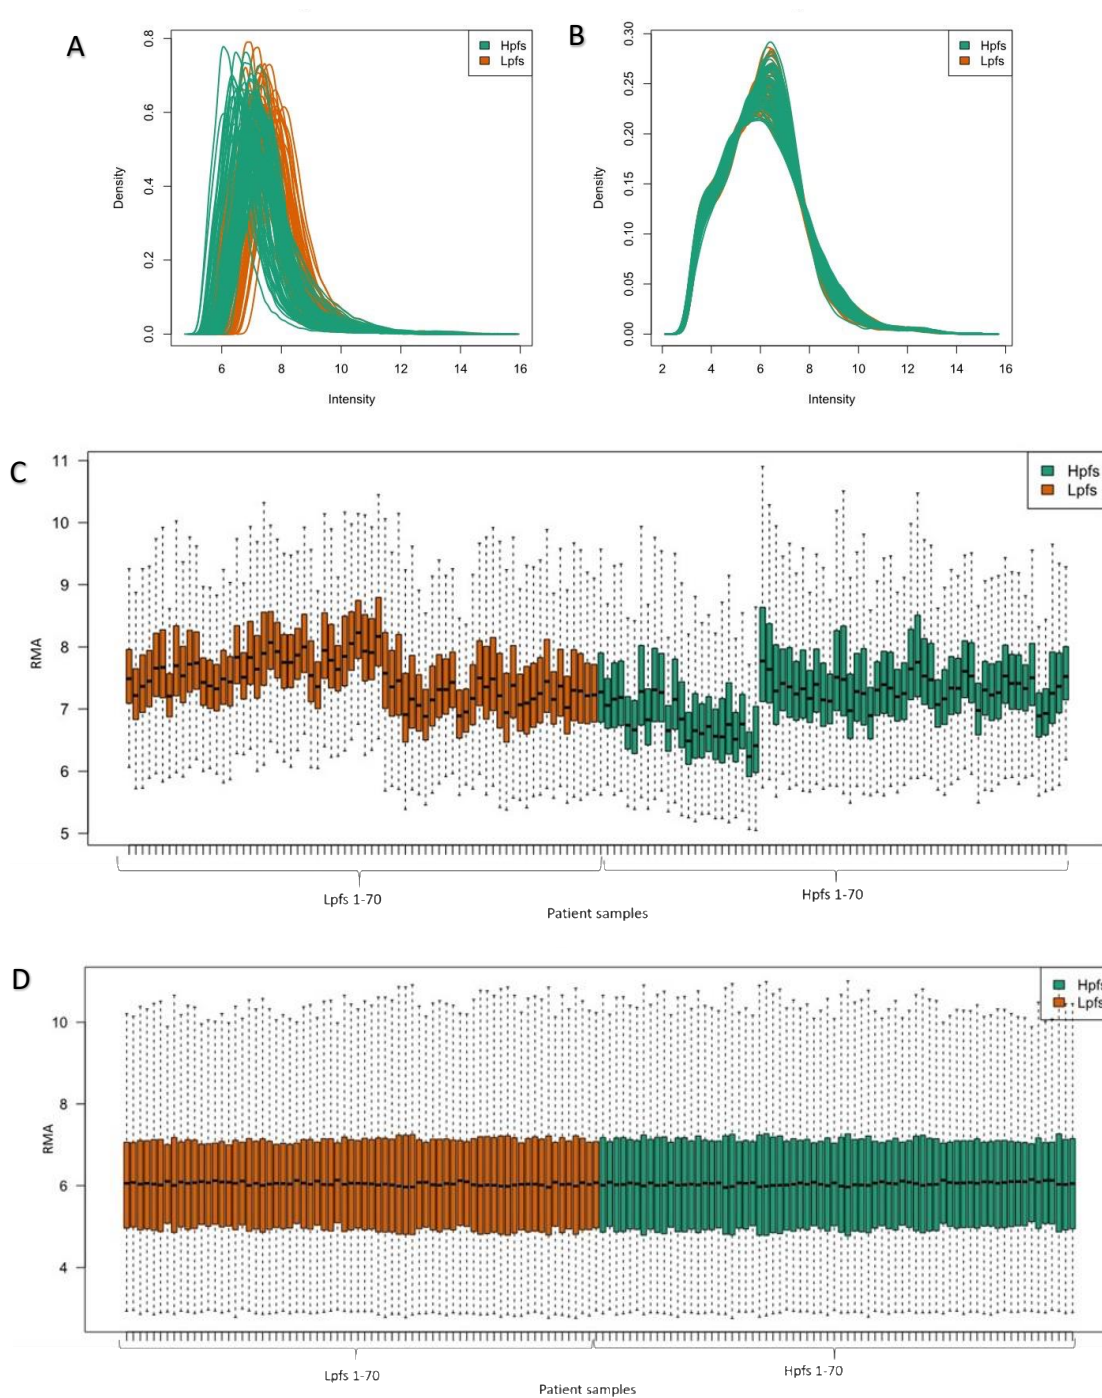 A
0.8
0.6
0.4
0.2
0.0
Density
6 8 10 12 14 16
Intensity
Hpfs
Lpfs
B
0.30
0.25
0.20
0.15
0.10
0.05
0.00
Density
2 4 6 8 10 12 14 16
Intensity
Hpfs
Lpfs
C
11
10
9
8
7
6
5
RMA
Hpfs
Lpfs
Lpfs 1-70
Hpfs 1-70
Patient samples
D
10
8
6
4
RMA
Hpfs
Lpfs
Lpfs 1-70
Hpfs 1-70
Patient samples